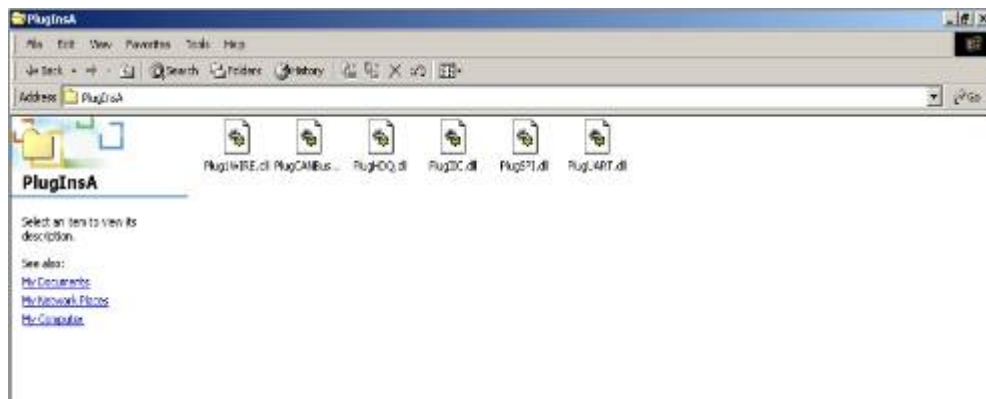 PlugInsA
File Edit View Favorites Tools Help
Back Search Folders History
Address PlugInsA Go
Plug1WIRE.dll PlugCANBus... PlugHDQ.dll PlugIIC.dll PlugSPI.dll PlugUART.dll
PlugInsA
Select an item to view its
description.
See also:
My Documents
My Network Places
My Computer